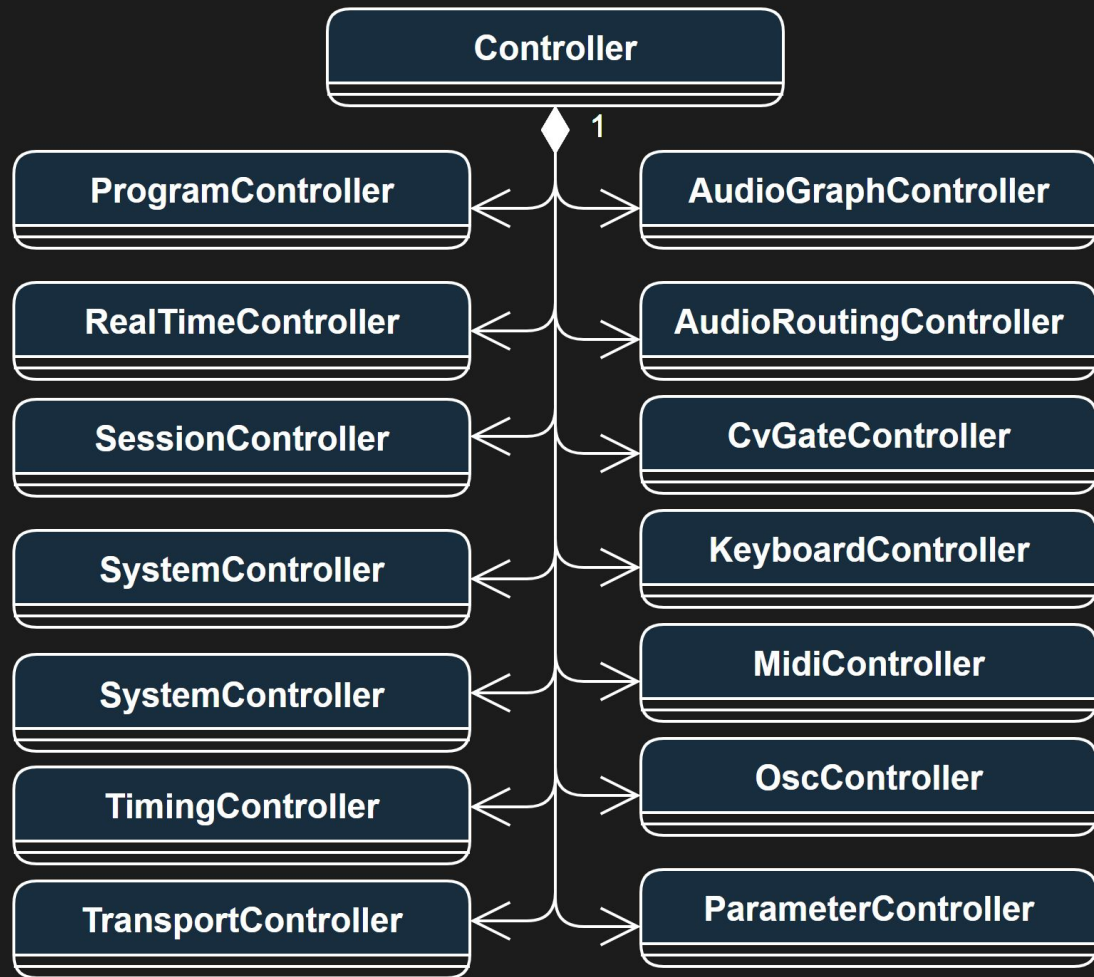 Controller
1
ProgramController
AudioGraphController
RealTimeController
AudioRoutingController
SessionController
CvGateController
SystemController
KeyboardController
SystemController
MidiController
TimingController
OscController
TransportController
ParameterController